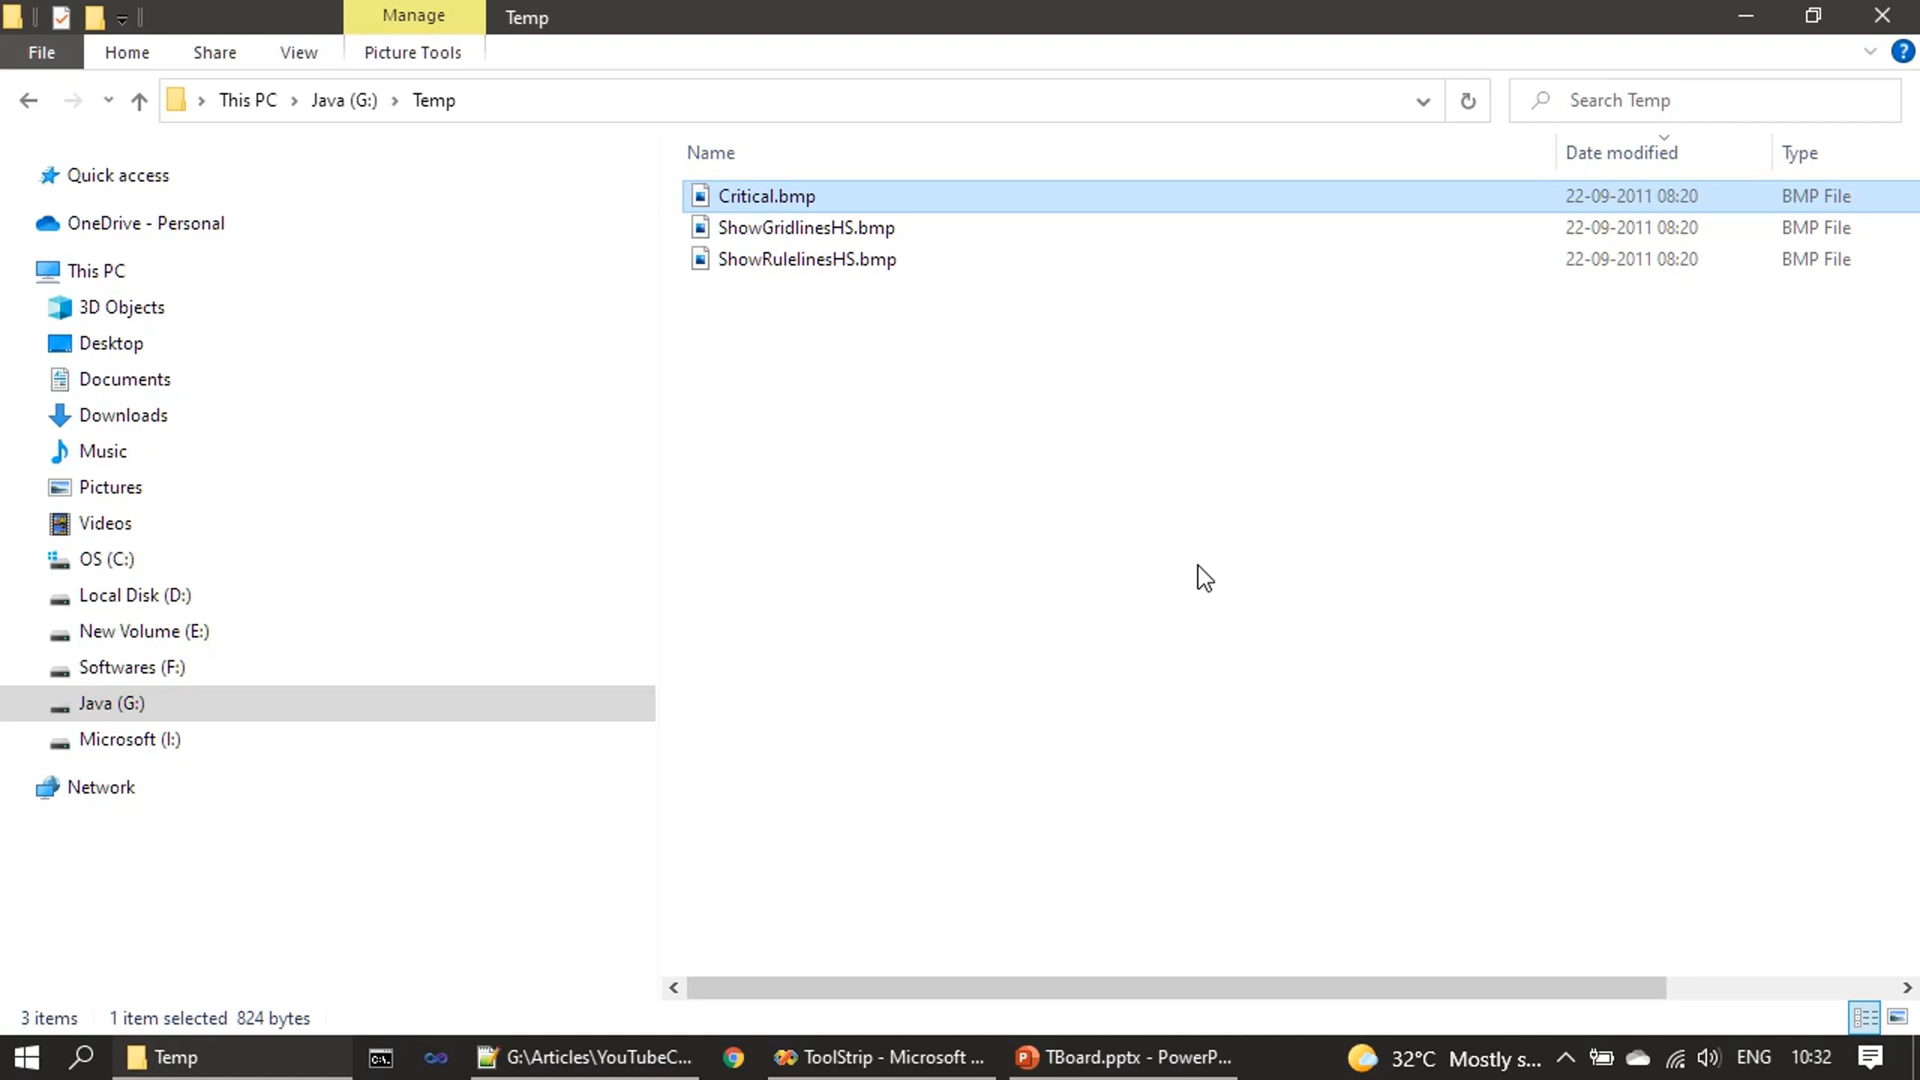 Manage
Temp
File
Home
Share
View
Picture Tools
?
This PC
Java (G:)
Temp
Search Temp
Name
Date modified
Type
Critical.bmp
22-09-2011 08:20
BMP File
ShowGridlinesHS.bmp
22-09-2011 08:20
BMP File
ShowRulelinesHS.bmp
22-09-2011 08:20
BMP File
Quick access
OneDrive - Personal
This PC
3D Objects
Desktop
Documents
Downloads
Music
Pictures
Videos
OS (C:)
Local Disk (D:)
New Volume (E:)
Softwares (F:)
Java (G:)
Microsoft (I:)
Network
3 items
1 item selected 824 bytes
Temp
C:\
G:\Articles\YouTubeC...
ToolStrip - Microsoft ...
P
TBoard.pptx - PowerP...
32°C Mostly s...
ENG
10:32